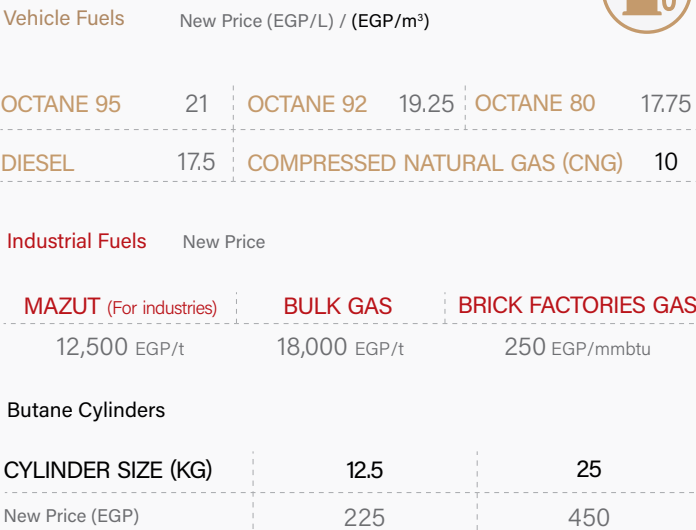 Vehicle Fuels New Price (EGP/L) / (EGP/m³)
OCTANE 95 21 OCTANE 92 19.25 OCTANE 80 17.75
DIESEL 17.5 COMPRESSED NATURAL GAS (CNG) 10
Industrial Fuels New Price
MAZUT (For industries) BULK GAS BRICK FACTORIES GAS
12,500 EGP/t 18,000 EGP/t 250 EGP/mmbtu
Butane Cylinders
CYLINDER SIZE (KG) 12.5 25
New Price (EGP) 225 450